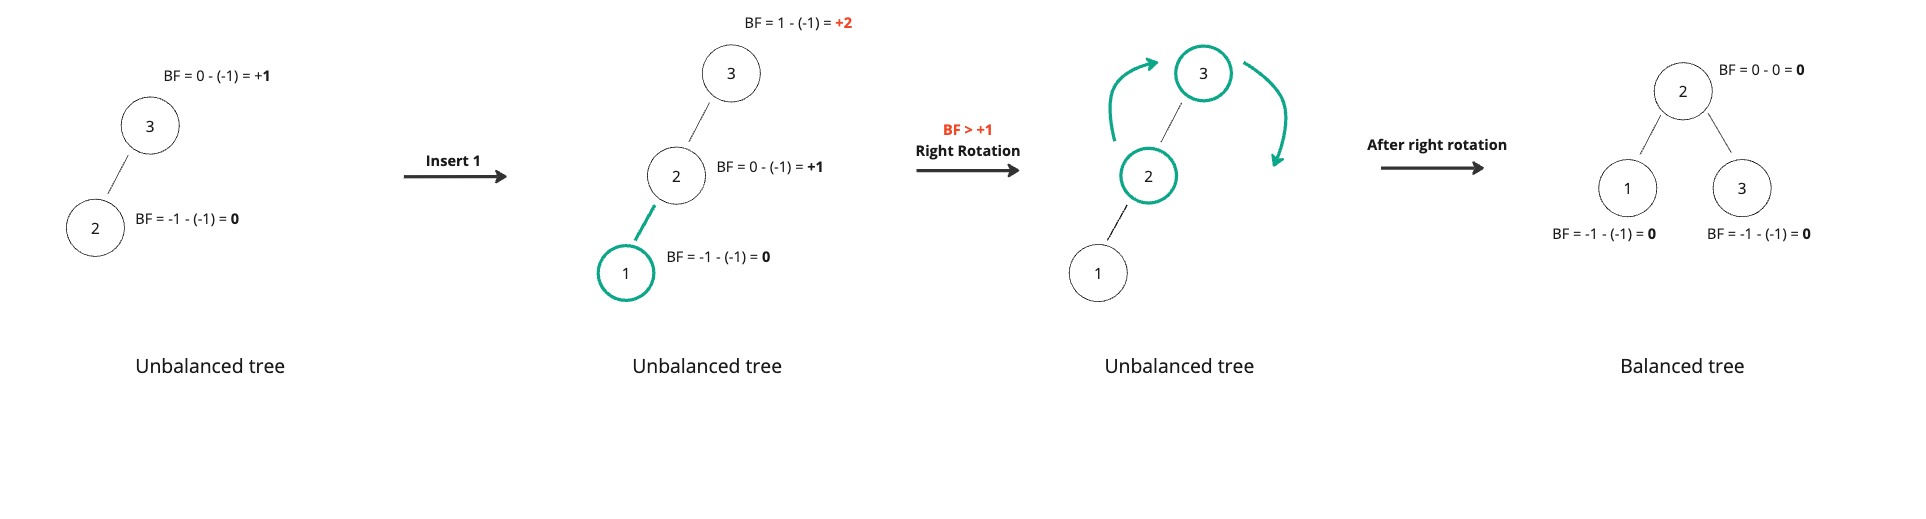 BF = 0 - (-1) = +1
3
2
BF = -1 - (-1) = 0
Unbalanced tree
Insert 1
BF = 1 - (-1) = +2
3
2
BF = 0 - (-1) = +1
1
BF = -1 - (-1) = 0
Unbalanced tree
BF > +1
Right Rotation
3
2
1
Unbalanced tree
After right rotation
2
BF = 0 - 0 = 0
1
3
BF = -1 - (-1) = 0
BF = -1 - (-1) = 0
Balanced tree